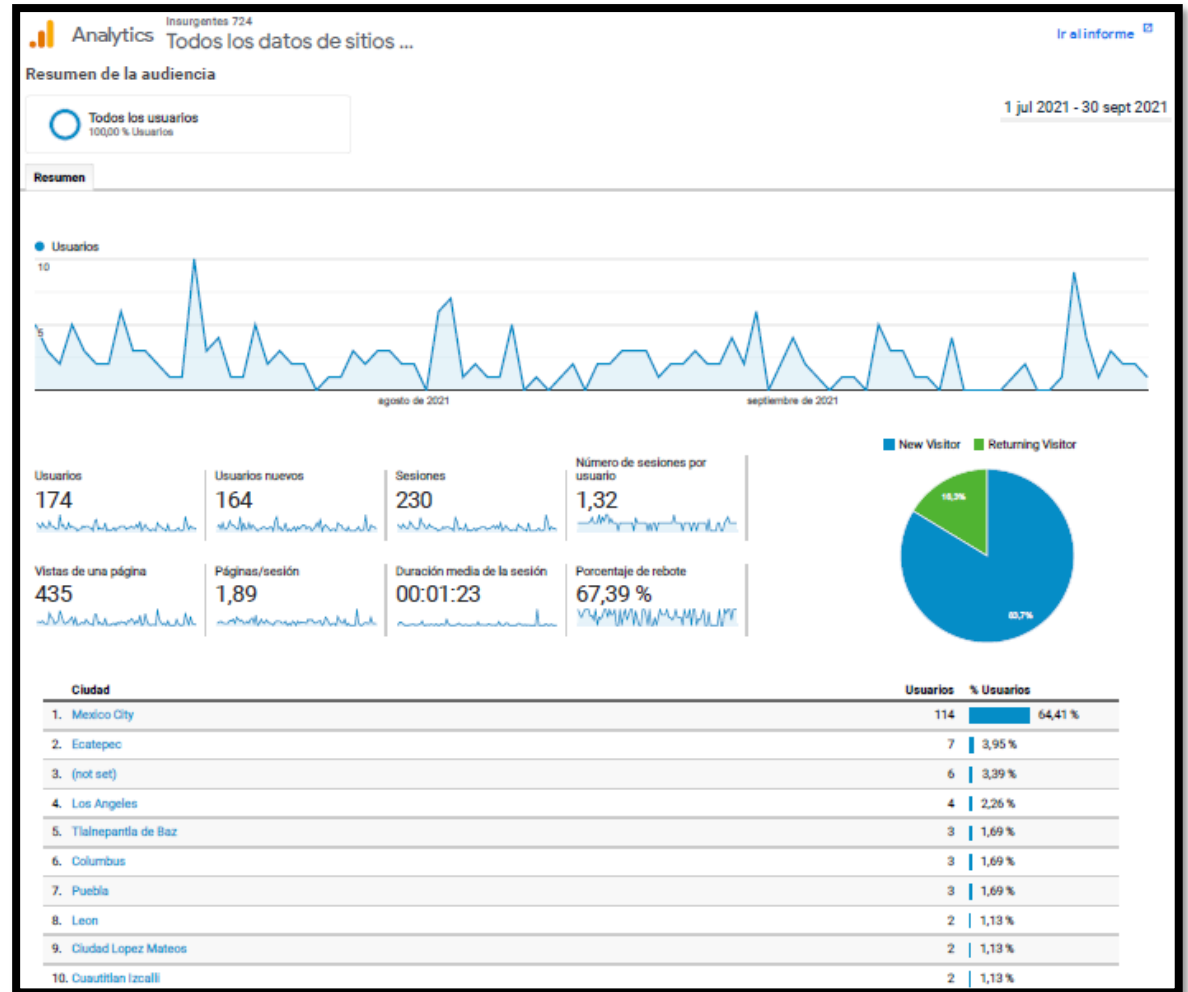 Analytics
Insurgentes 724
Todos los datos de sitios ...
Ir al informe
Resumen de la audiencia
Todos los usuarios
100,00 % Usuarios
1 jul 2021 - 30 sept 2021
Resumen
Usuarios
10
5
agosto de 2021
septiembre de 2021
New Visitor
Returning Visitor
16,3%
83,7%
Usuarios
174
Usuarios nuevos
164
Sesiones
230
Número de sesiones por
usuario
1,32
Vistas de una página
435
Páginas/sesión
1,89
Duración media de la sesión
00:01:23
Porcentaje de rebote
67,39 %
Ciudad Usuarios % Usuarios
1. Mexico City 114 64,41 %
2. Ecatepec 7 3,95 %
3. (not set) 6 3,39 %
4. Los Angeles 4 2,26 %
5. Tlalnepantla de Baz 3 1,69 %
6. Columbus 3 1,69 %
7. Puebla 3 1,69 %
8. Leon 2 1,13 %
9. Ciudad Lopez Mateos 2 1,13 %
10. Cuautitlan Izcalli 2 1,13 %